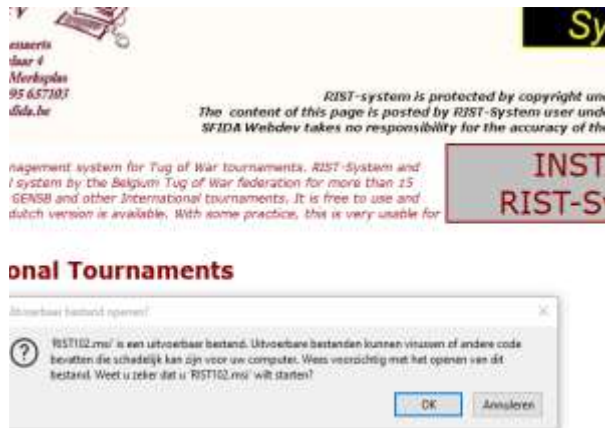 Sy
laar 4
Merksplas
95 657103
sfida.be
RIST-system is protected by copyright und
The content of this page is posted by RIST-System user unde
SFIDA Webdev takes no responsibility for the accuracy of the
nagement system for Tug of War tournaments. RIST-System and
l system by the Belgium Tug of War federation for more than 15
GENSB and other International tournaments. It is free to use and
dutch version is available. With some practice, this is very usable for
INST
RIST-Sy
onal Tournaments
Uitvoerbaar bestand openen?
'RIST102.msi' is een uitvoerbaar bestand. Uitvoerbare bestanden kunnen virussen of andere code
bevatten die schadelijk kan zijn voor uw computer. Wees voorzichtig met het openen van dit
bestand. Weet u zeker dat u 'RIST102.msi' wilt starten?
OK
Annuleren